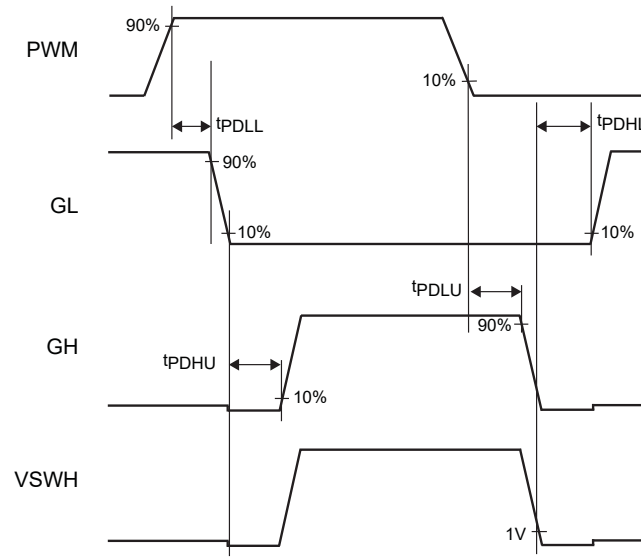 90%
PWM
10%
tPDLL
tPDHL
90%
GL
10%
10%
tPDLU
90%
GH
tPDHU
10%
VSWH
1V